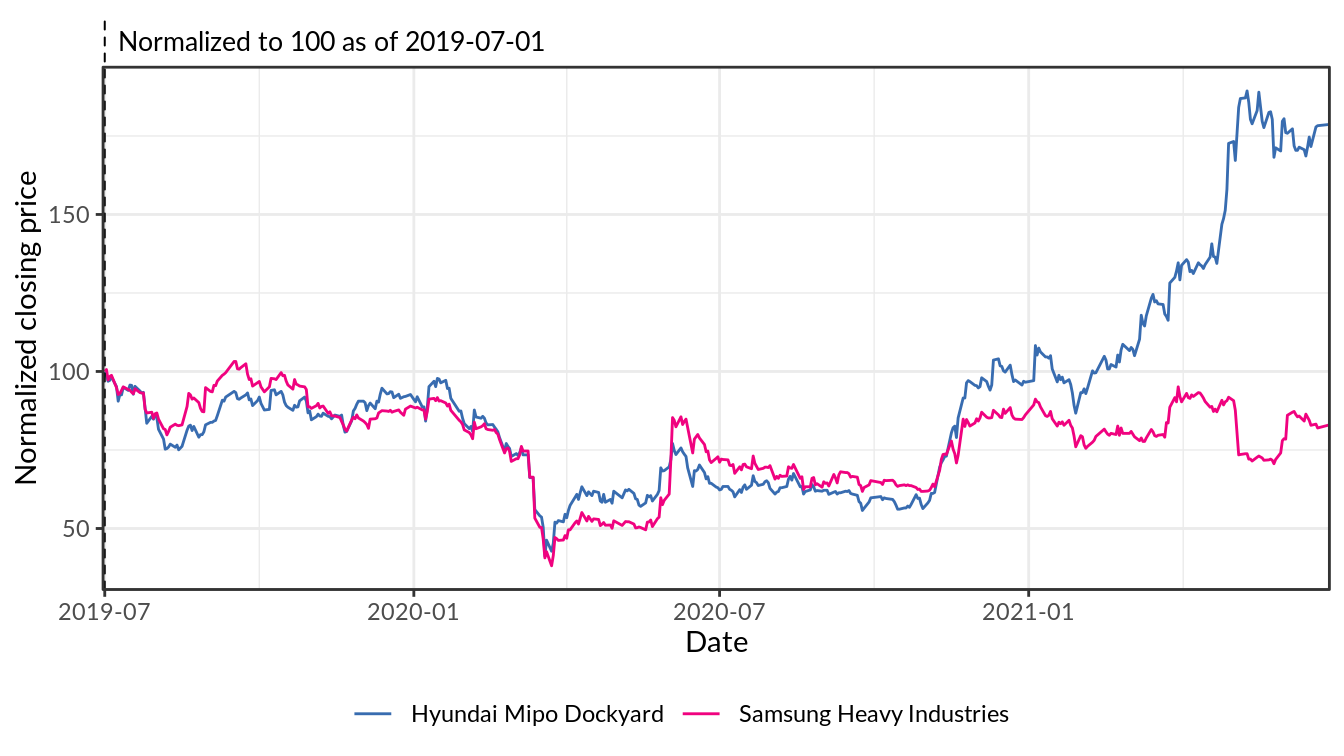 Normalized to 100 as of 2019-07-01
Normalized closing price
150
100
50
2019-07
2020-01
2020-07
2021-01
Date
Hyundai Mipo Dockyard
Samsung Heavy Industries